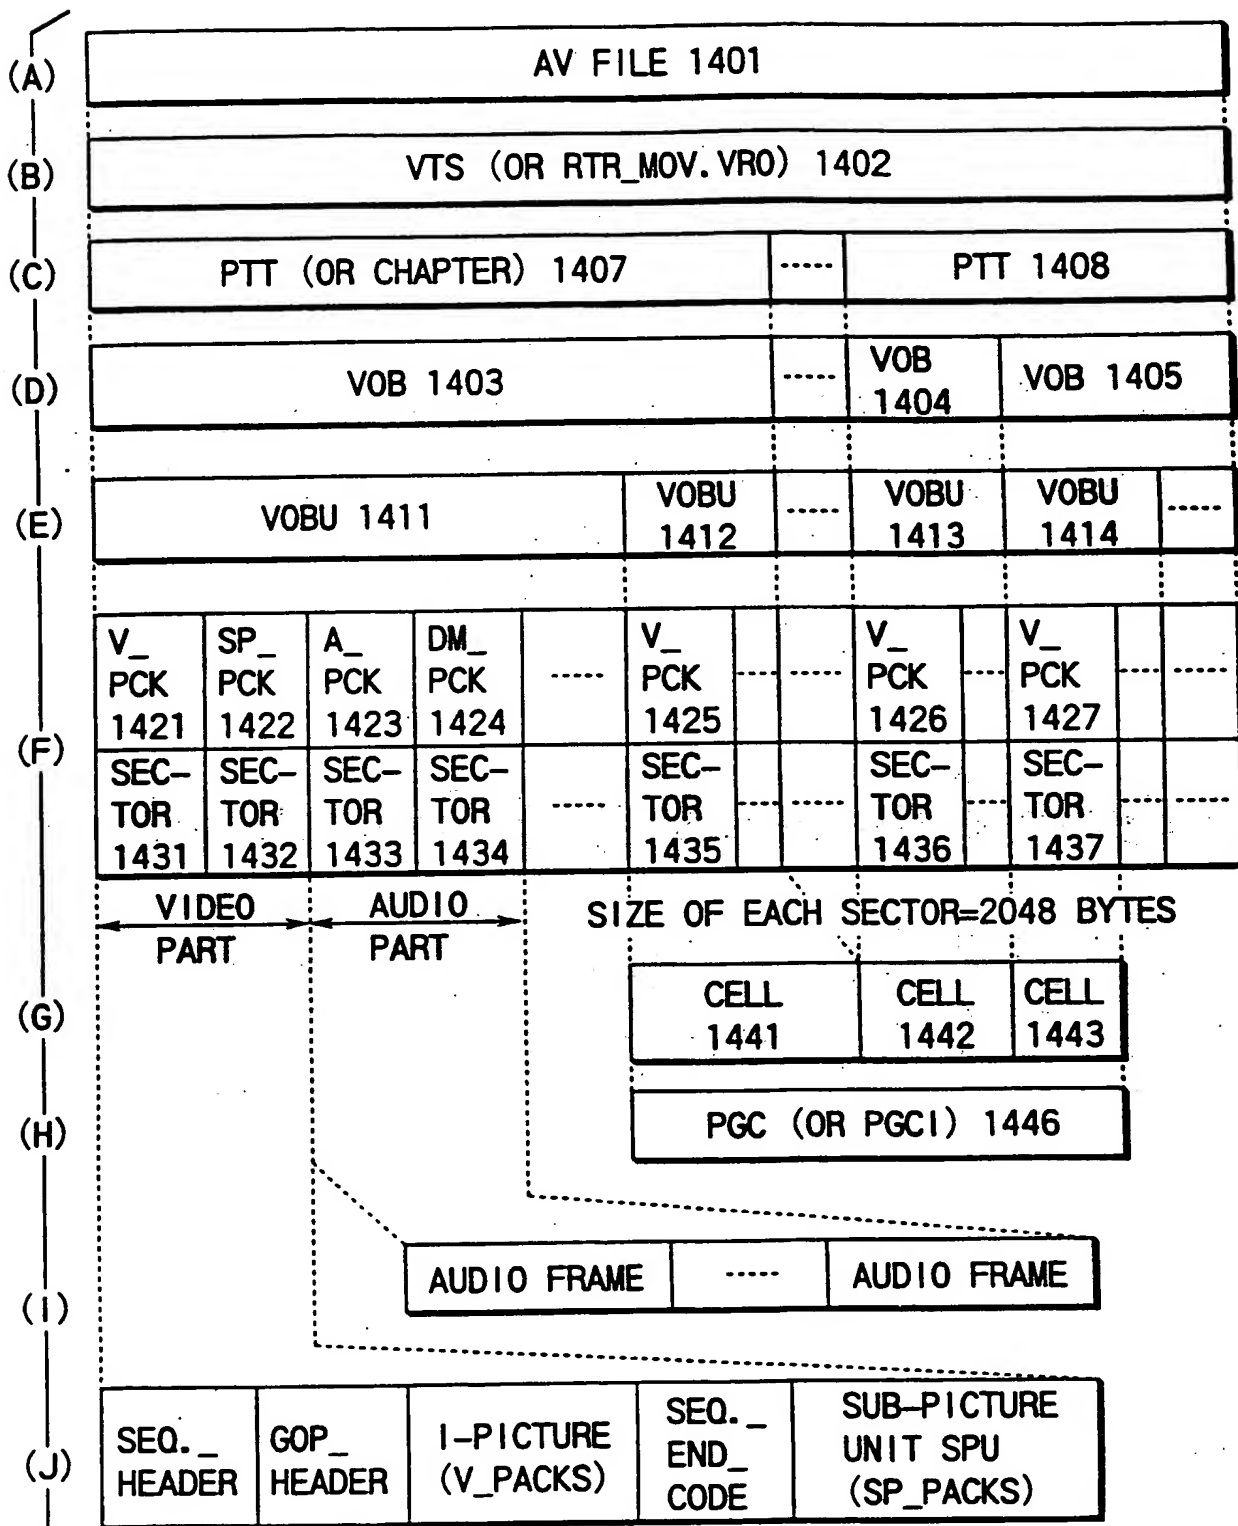 (A)
AV FILE 1401
(B)
VTS (OR RTR_MOV.VRO) 1402
(C)
PTT (OR CHAPTER) 1407
-----
PTT 1408
(D)
VOB 1403
-----
VOB
1404
VOB 1405
(E)
VOBU 1411
VOBU
1412
-----
VOBU
1413
VOBU
1414
-----
(F)
V_
PCK
1421
SP_
PCK
1422
A_
PCK
1423
DM_
PCK
1424
-----
V_
PCK
1425
----
-----
V_
PCK
1426
----
V_
PCK
1427
----
-----
SEC-
TOR
1431
SEC-
TOR
1432
SEC-
TOR
1433
SEC-
TOR
1434
-----
SEC-
TOR
1435
----
-----
SEC-
TOR
1436
----
SEC-
TOR
1437
----
-----
VIDEO
PART
AUDIO
PART
SIZE OF EACH SECTOR=2048 BYTES
(G)
CELL
1441
CELL
1442
CELL
1443
(H)
PGC (OR PGCI) 1446
(I)
AUDIO FRAME
-----
AUDIO FRAME
(J)
SEQ._
HEADER
GOP_
HEADER
I-PICTURE
(V_PACKS)
SEQ._
END_
CODE
SUB-PICTURE
UNIT SPU
(SP_PACKS)